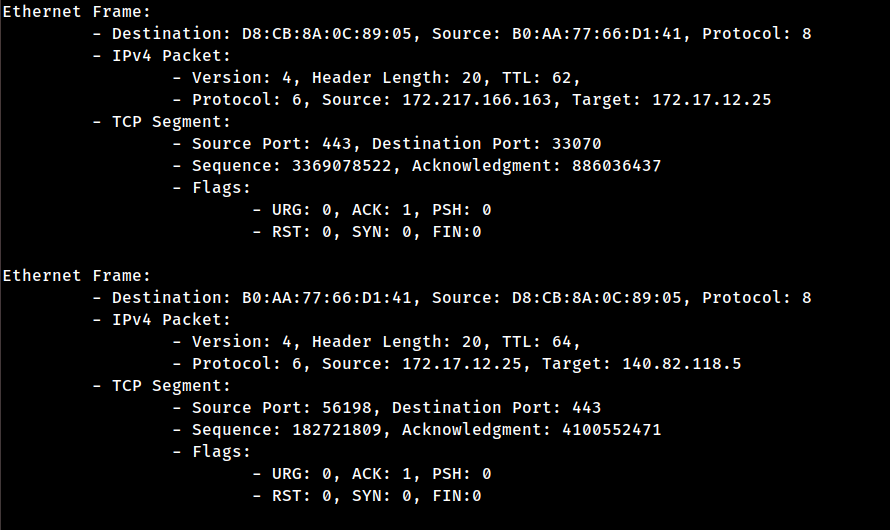 Ethernet Frame:
- Destination: D8:CB:8A:0C:89:05, Source: B0:AA:77:66:D1:41, Protocol: 8
- IPv4 Packet:
- Version: 4, Header Length: 20, TTL: 62,
- Protocol: 6, Source: 172.217.166.163, Target: 172.17.12.25
- TCP Segment:
- Source Port: 443, Destination Port: 33070
- Sequence: 3369078522, Acknowledgment: 886036437
- Flags:
- URG: 0, ACK: 1, PSH: 0
- RST: 0, SYN: 0, FIN:0
Ethernet Frame:
- Destination: B0:AA:77:66:D1:41, Source: D8:CB:8A:0C:89:05, Protocol: 8
- IPv4 Packet:
- Version: 4, Header Length: 20, TTL: 64,
- Protocol: 6, Source: 172.17.12.25, Target: 140.82.118.5
- TCP Segment:
- Source Port: 56198, Destination Port: 443
- Sequence: 182721809, Acknowledgment: 4100552471
- Flags:
- URG: 0, ACK: 1, PSH: 0
- RST: 0, SYN: 0, FIN:0